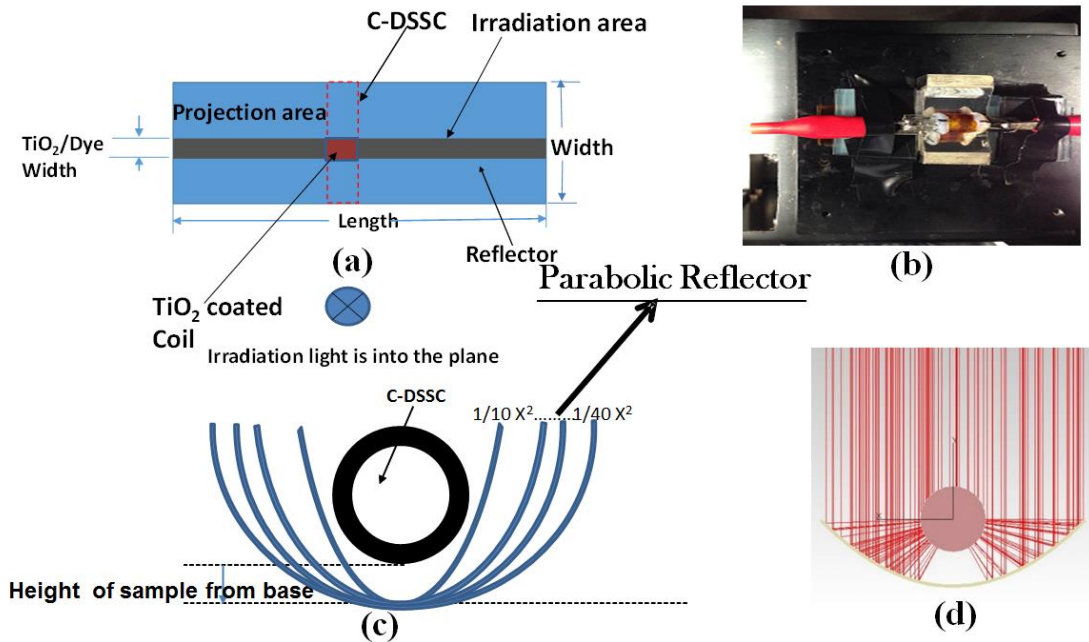 C-DSSC
Irradiation area
Projection area
TiO₂/Dye
Width
Width
Length
Reflector
(a)
(b)
TiO₂ coated
Coil
Irradiation light is into the plane
Parabolic Reflector
C-DSSC
1/10 X².........1/40 X²
Height of sample from base
(c)
X
Y
(d)